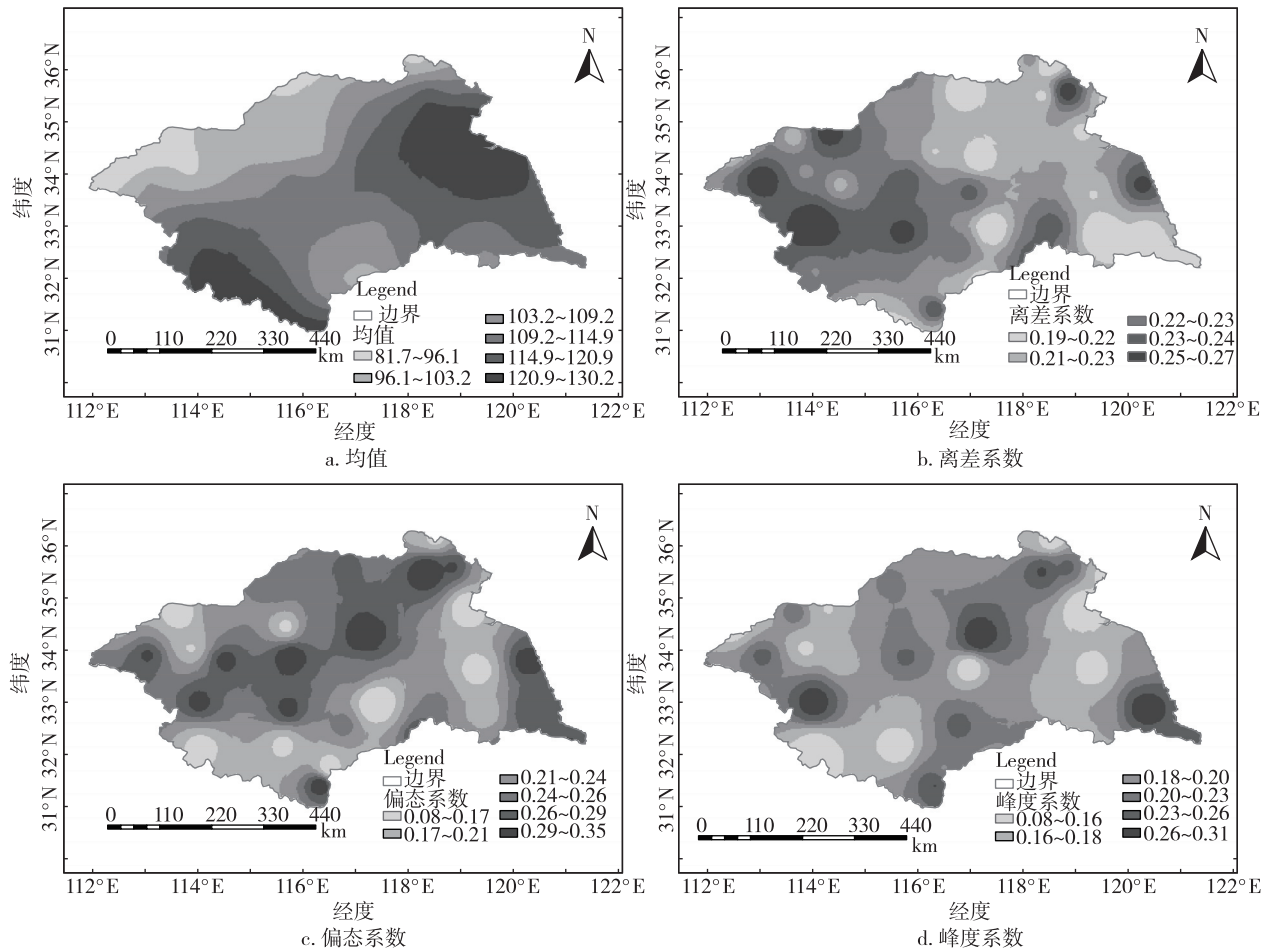 N
36°N
35°N
34°N
33°N
32°N
31°N
纬度
Legend
边界
均值
81.7~96.1
96.1~103.2
103.2~109.2
109.2~114.9
114.9~120.9
120.9~130.2
0 110 220 330 440
km
112°E 114°E 116°E 118°E 120°E 122°E
经度
a. 均值
N
36°N
35°N
34°N
33°N
32°N
31°N
纬度
Legend
边界
离差系数
0.19~0.22
0.21~0.23
0.22~0.23
0.23~0.24
0.25~0.27
0 110 220 330 440
km
112°E 114°E 116°E 118°E 120°E 122°E
经度
b. 离差系数
N
36°N
35°N
34°N
33°N
32°N
31°N
纬度
Legend
边界
偏态系数
0.08~0.17
0.17~0.21
0.21~0.24
0.24~0.26
0.26~0.29
0.29~0.35
0 110 220 330 440
km
112°E 114°E 116°E 118°E 120°E 122°E
经度
c. 偏态系数
N
36°N
35°N
34°N
33°N
32°N
31°N
纬度
Legend
边界
峰度系数
0.08~0.16
0.16~0.18
0.18~0.20
0.20~0.23
0.23~0.26
0.26~0.31
0 110 220 330 440
km
112°E 114°E 116°E 118°E 120°E 122°E
经度
d. 峰度系数